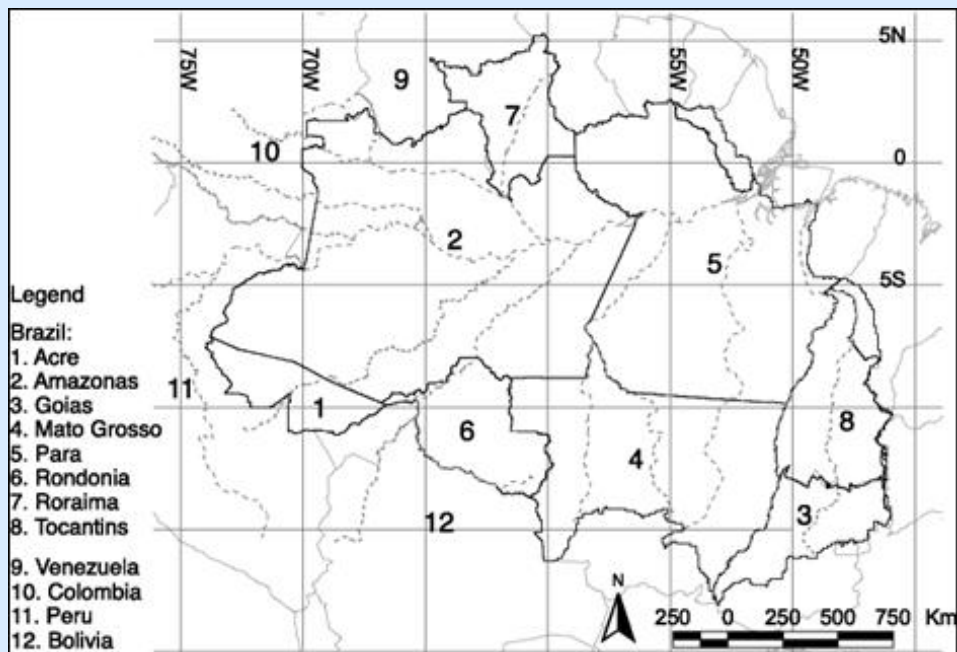 5N
75W
70W
55W
50W
9
7
10
0
2
5
5S
Legend
Brazil:
1. Acre
2. Amazonas
11
3. Goias
1
8
4. Mato Grosso
6
5. Para
4
6. Rondonia
7. Roraima
8. Tocantins
12
3
9. Venezuela
10. Colombia
N
11. Peru
250 0 250 500 750 Km
12. Bolivia